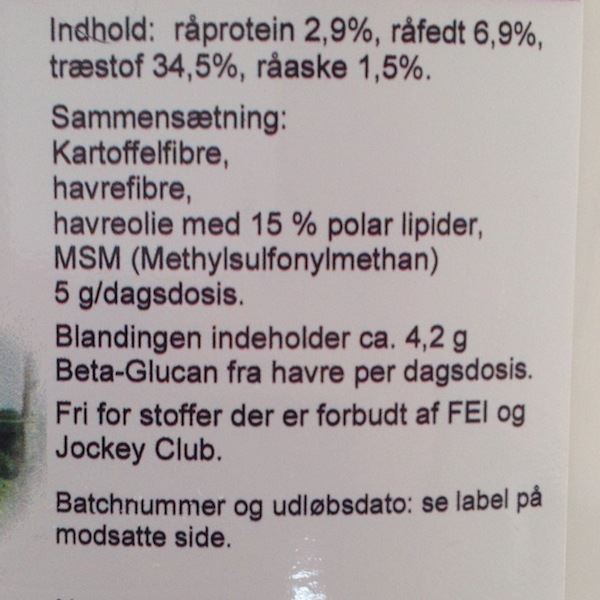 Indhold: råprotein 2,9%, råfedt 6,9%,
træstof 34,5%, råaske 1,5%.
Sammensætning:
Kartoffelfibre,
havrefibre,
havreolie med 15 % polar lipider,
MSM (Methylsulfonylmethan)
5 g/dagsdosis.
Blandingen indeholder ca. 4,2 g
Beta-Glucan fra havre per dagsdosis.
Fri for stoffer der er forbudt af FEI og
Jockey Club.
Batchnummer og udløbsdato: se label på
modsatte side.